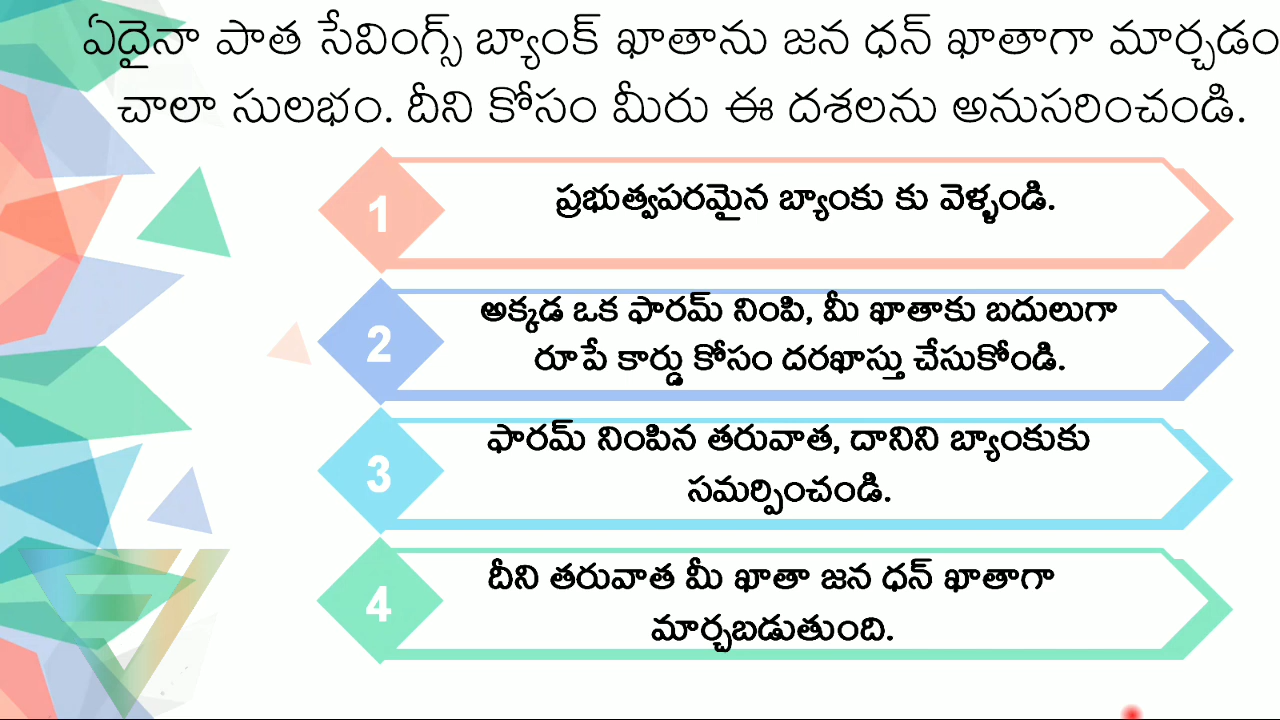 ఏదైనా పాత సేవింగ్స్ బ్యాంక్ ఖాతాను జన ధన్ ఖాతాగా మార్చడం
చాలా సులభం. దీని కోసం మీరు ఈ దశలను అనుసరించండి.
1
ప్రభుత్వపరమైన బ్యాంకు కు వెళ్ళండి.
2
అక్కడ ఒక ఫారమ్ నింపి, మీ ఖాతాకు బదులుగా
రూపే కార్డు కోసం దరఖాస్తు చేసుకోండి.
3
ఫారమ్ నింపిన తరువాత, దానిని బ్యాంకుకు
సమర్పించండి.
4
దీని తరువాత మీ ఖాతా జన ధన్ ఖాతాగా
మార్చబడుతుంది.